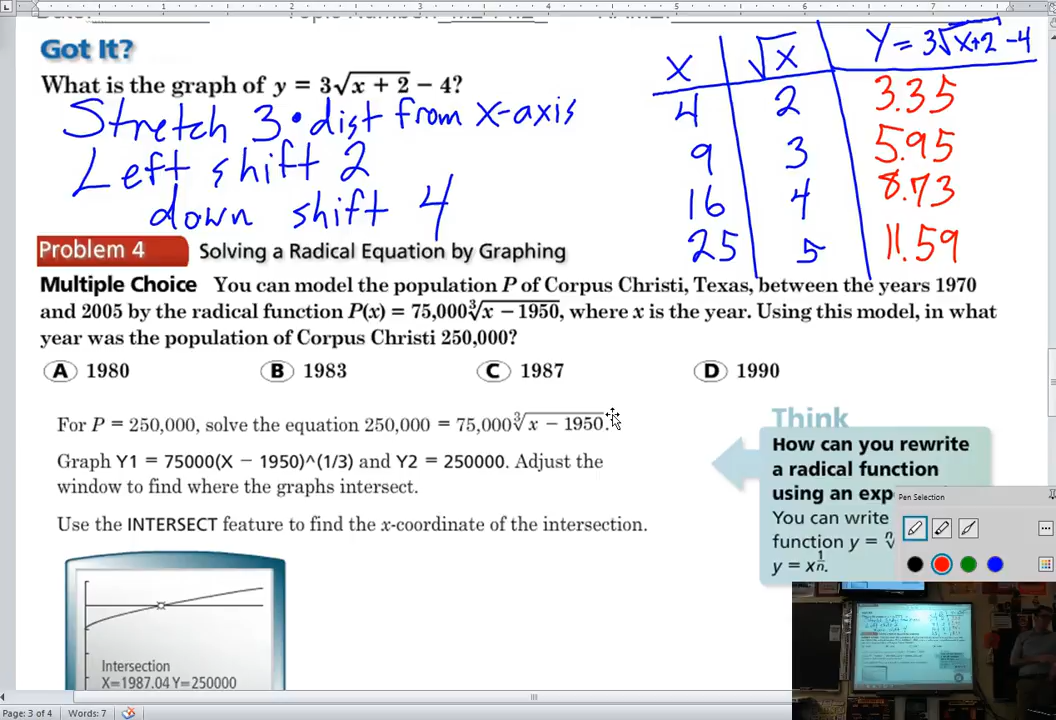 Got It?
What is the graph of y = 3√x + 2 − 4?
Stretch 3•dist from x-axis
Left shift 2
down shift 4
X √X Y = 3√x+2 -4
4 2 3.35
9 3 5.95
16 4 8.73
25 5 11.59
Problem 4 Solving a Radical Equation by Graphing
Multiple Choice You can model the population P of Corpus Christi, Texas, between the years 1970
and 2005 by the radical function P(x) = 75,000∛x − 1950, where x is the year. Using this model, in what
year was the population of Corpus Christi 250,000?
A 1980 B 1983 C 1987 D 1990
For P = 250,000, solve the equation 250,000 = 75,000∛x − 1950.
Graph Y1 = 75000(X − 1950)^(1/3) and Y2 = 250000. Adjust the
window to find where the graphs intersect.
Use the INTERSECT feature to find the x-coordinate of the intersection.
Intersection
X=1987.04 Y=250000
Think
How can you rewrite
a radical function
using an exp
You can write
function y = ⁿ√
y = x^1/n.
Pen Selection
Page: 3 of 4 Words: 7